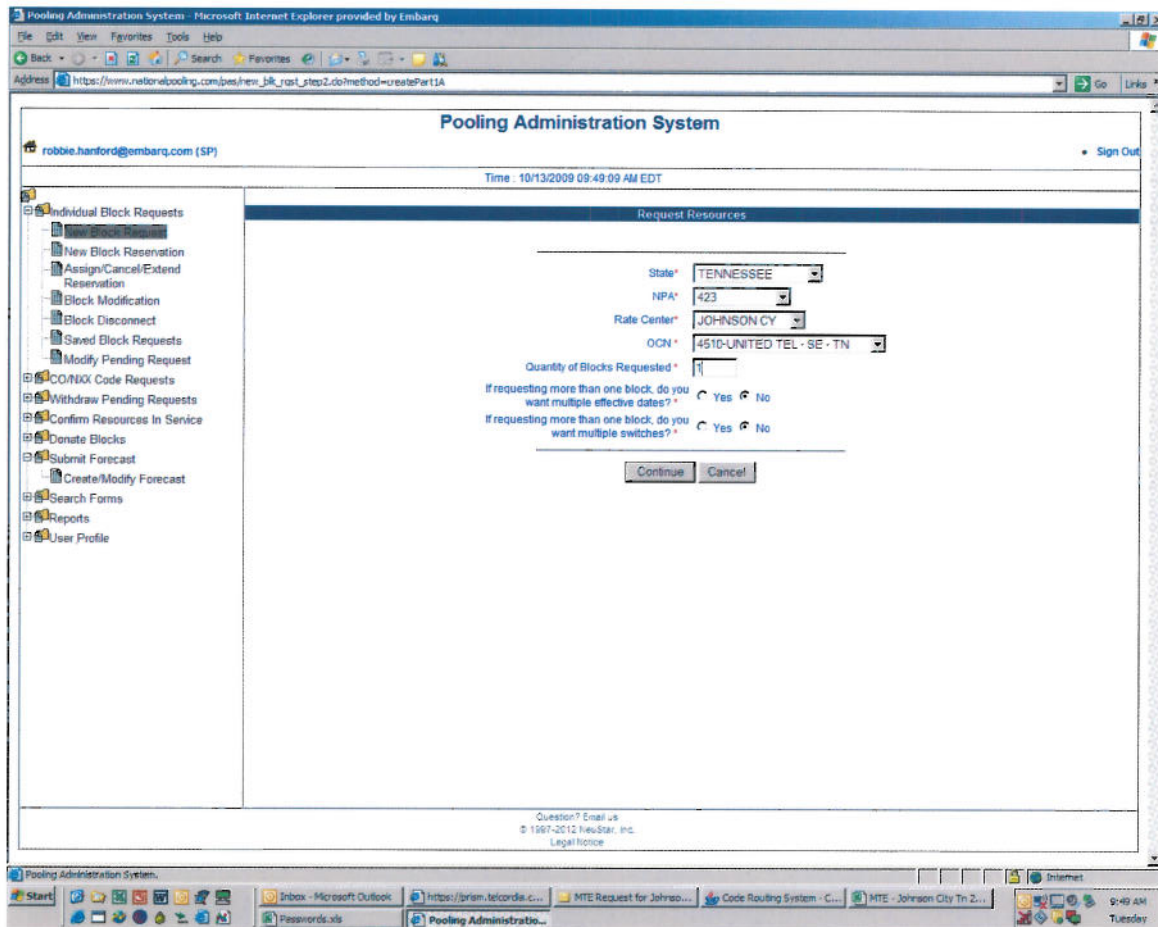 Pooling Administration System - Microsoft Internet Explorer provided by Embarq
File Edit View Favorites Tools Help
Back Search Favorites
Address https://www.nationalpooling.com/pas/new_blk_rqst_step2.do?method=createPart1A Go Links
Pooling Administration System
robbie.hanford@embarq.com (SP) Sign Out
Time : 10/13/2009 09:49:09 AM EDT
Individual Block Requests
New Block Request
New Block Reservation
Assign/Cancel/Extend
Reservation
Block Modification
Block Disconnect
Saved Block Requests
Modify Pending Request
CO/NXX Code Requests
Withdraw Pending Requests
Confirm Resources In Service
Donate Blocks
Submit Forecast
Create/Modify Forecast
Search Forms
Reports
User Profile
Request Resources
State* TENNESSEE
NPA* 423
Rate Center* JOHNSON CY
OCN * 4510-UNITED TEL - SE - TN
Quantity of Blocks Requested * 1
If requesting more than one block, do you
want multiple effective dates? * Yes No
If requesting more than one block, do you
want multiple switches? * Yes No
Continue Cancel
Question? Email us
© 1997-2012 NeuStar, Inc.
Legal Notice
Pooling Administration System. Internet
Start Inbox - Microsoft Outlook https://prism.telcordia.c... MTE Request for Johnso... Code Routing System - C... MTE - Johnson City Tn 2... 9:49 AM
Passwords.xls Pooling Administratio... Tuesday